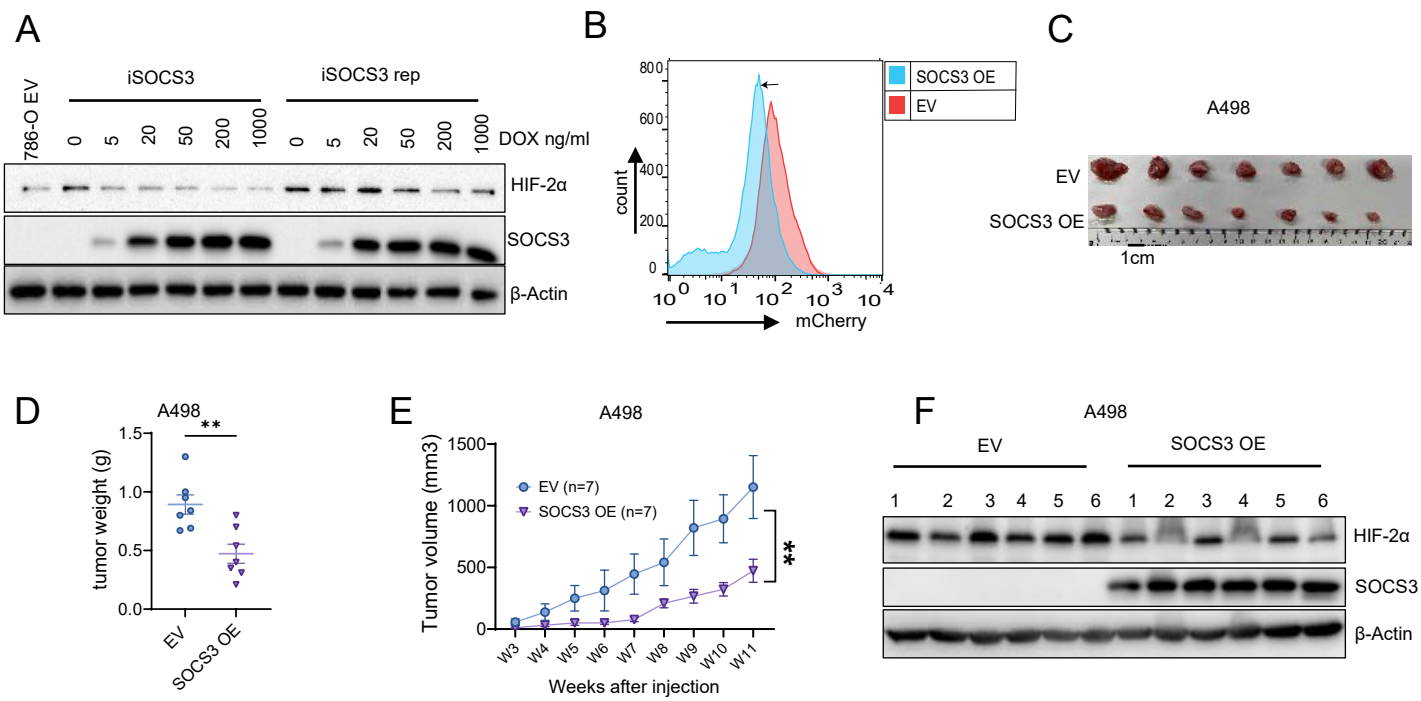 A
786-O EV
iSOCS3
iSOCS3 rep
0 5 20 50 200 1000 0 5 20 50 200 1000 DOX ng/ml
HIF-2α
SOCS3
β-Actin
B
800
600
400
200
0
count
10^0 10^1 10^2 10^3 10^4
mCherry
SOCS3 OE
EV
C
A498
EV
SOCS3 OE
1cm
D
A498
**
tumor weight (g)
1.5
1.0
0.5
0.0
EV
SOCS3 OE
E
A498
Tumor volume (mm3)
1500
1000
500
0
EV (n=7)
SOCS3 OE (n=7)
**
W3 W4 W5 W6 W7 W8 W9 W10 W11
Weeks after injection
F
A498
EV
SOCS3 OE
1 2 3 4 5 6 1 2 3 4 5 6
HIF-2α
SOCS3
β-Actin